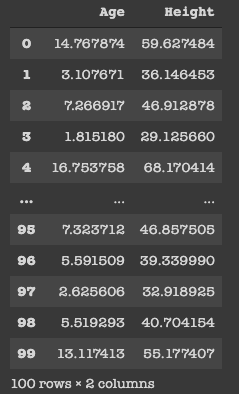 Age Height
0 14.767874 59.627484
1 3.107671 36.146453
2 7.266917 46.912878
3 1.815180 29.125660
4 16.753758 68.170414
... ... ...
95 7.323712 46.857505
96 5.591509 39.339990
97 2.625606 32.918925
98 5.519293 40.704154
99 13.117413 55.177407
100 rows × 2 columns